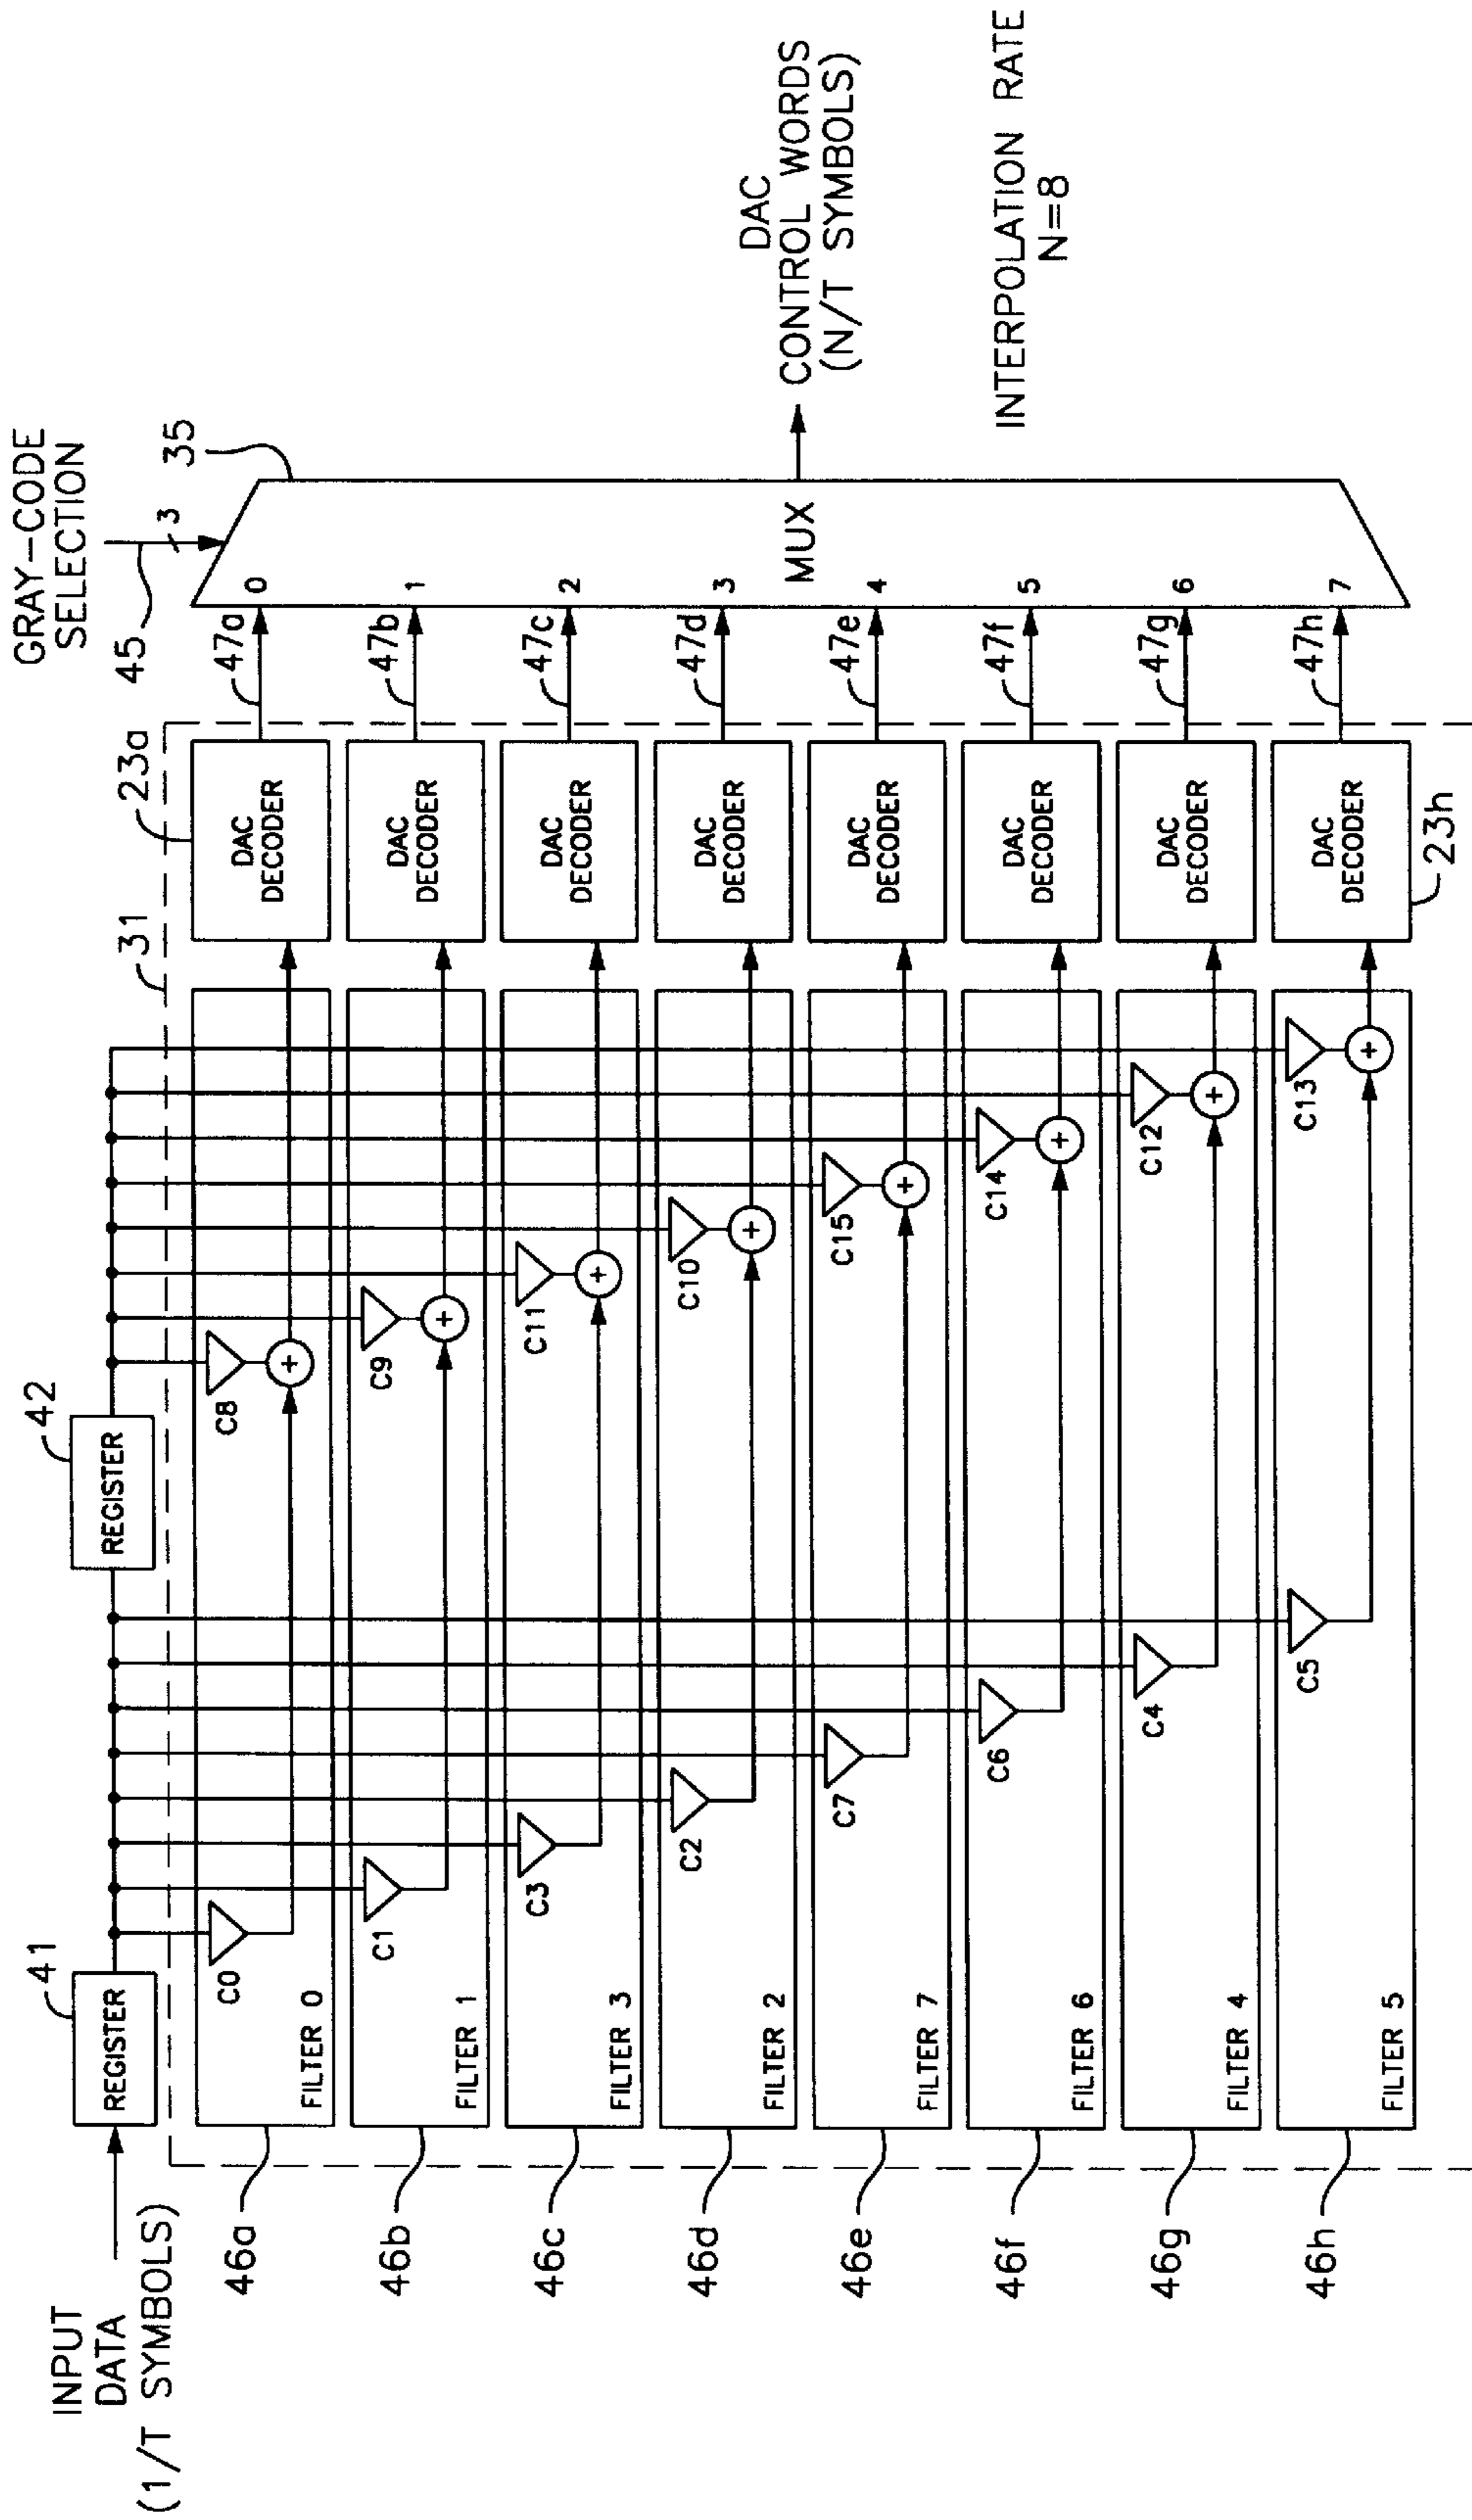 INPUT
DATA
(1/T SYMBOLS)
41
REGISTER
42
REGISTER
31
23a
GRAY-CODE
SELECTION
45
3
35
46a
FILTER 0
C0
C8
DAC
DECODER
47a
0
46b
FILTER 1
C1
C9
DAC
DECODER
47b
1
46c
FILTER 3
C3
C11
DAC
DECODER
47c
2
46d
FILTER 2
C2
C10
DAC
DECODER
47d
3
46e
FILTER 7
C7
C15
DAC
DECODER
47e
4
46f
FILTER 6
C6
C14
DAC
DECODER
47f
5
46g
FILTER 4
C4
C12
DAC
DECODER
47g
6
46h
FILTER 5
C5
C13
DAC
DECODER
23h
47h
7
MUX
DAC
CONTROL WORDS
(N/T SYMBOLS)
INTERPOLATION RATE
N=8